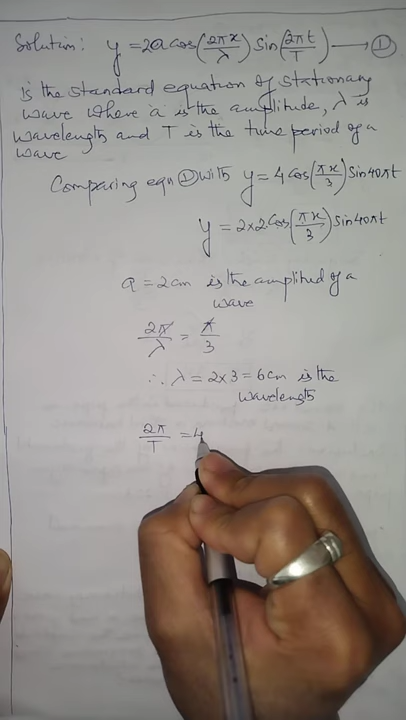 Solution: y = 2a cos(2πx/λ) sin(2πt/T) → ①
is the standard equation of stationary
wave where a is the amplitude, λ is
wavelength and T is the time period of a
wave
Comparing eqn ① with y = 4 cos(πx/3) sin 40πt
y = 2×2 cos(πx/3) sin 40πt
a = 2cm is the amplitud of a
wave
2π/λ = π/3
∴ λ = 2×3 = 6cm is the
wavelength
2π/T = 4